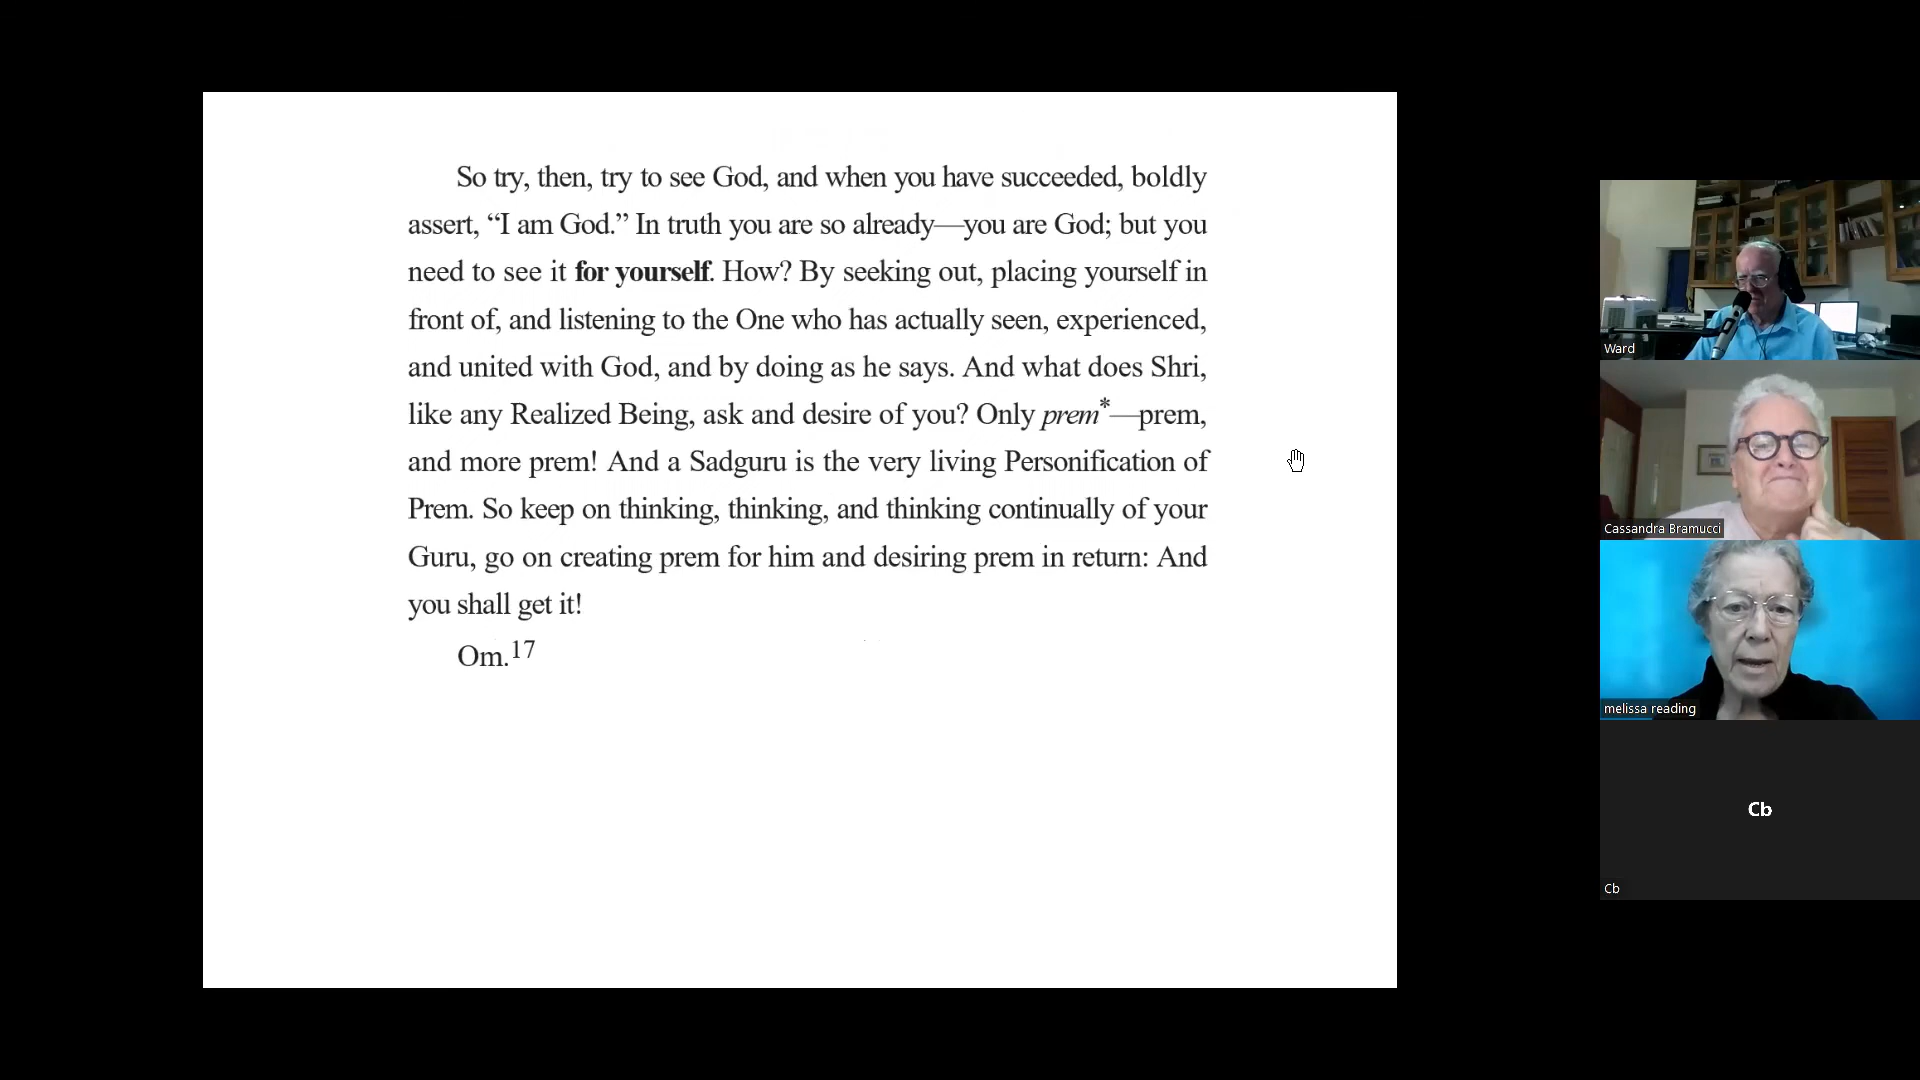 So try, then, try to see God, and when you have succeeded, boldly
assert, “I am God.” In truth you are so already—you are God; but you
need to see it for yourself. How? By seeking out, placing yourself in
front of, and listening to the One who has actually seen, experienced,
and united with God, and by doing as he says. And what does Shri,
like any Realized Being, ask and desire of you? Only prem*—prem,
and more prem! And a Sadguru is the very living Personification of
Prem. So keep on thinking, thinking, and thinking continually of your
Guru, go on creating prem for him and desiring prem in return: And
you shall get it!
Om.17
Ward
Cassandra Bramucci
melissa reading
Cb
Cb